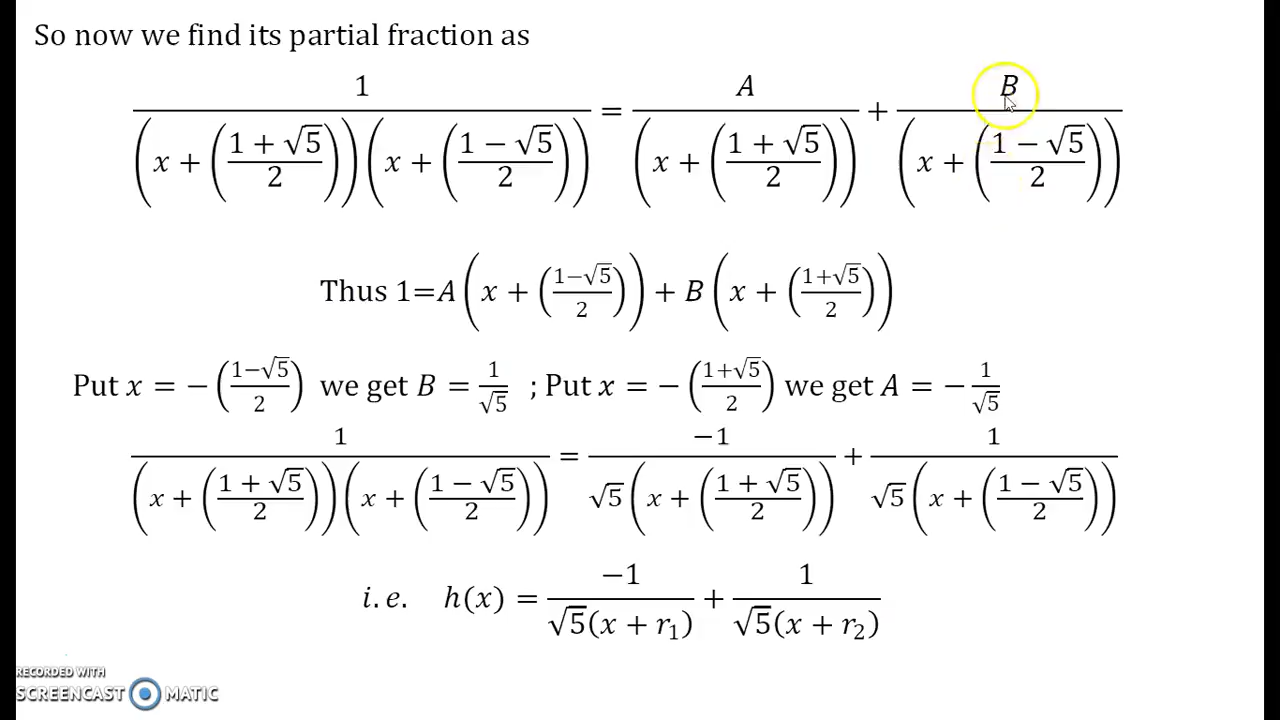 So now we find its partial fraction as
1/((x + ((1 + √5)/2))(x + ((1 − √5)/2))) = A/(x + ((1 + √5)/2)) + B/(x + ((1 − √5)/2))
Thus 1=A(x + ((1−√5)/2)) + B(x + ((1+√5)/2))
Put x = −((1−√5)/2) we get B = 1/√5 ; Put x = −((1+√5)/2) we get A = −1/√5
1/((x + ((1 + √5)/2))(x + ((1 − √5)/2))) = −1/(√5(x + ((1 + √5)/2))) + 1/(√5(x + ((1 − √5)/2)))
i. e. h(x) = −1/(√5(x + r₁)) + 1/(√5(x + r₂))
RECORDED WITH
SCREENCAST MATIC